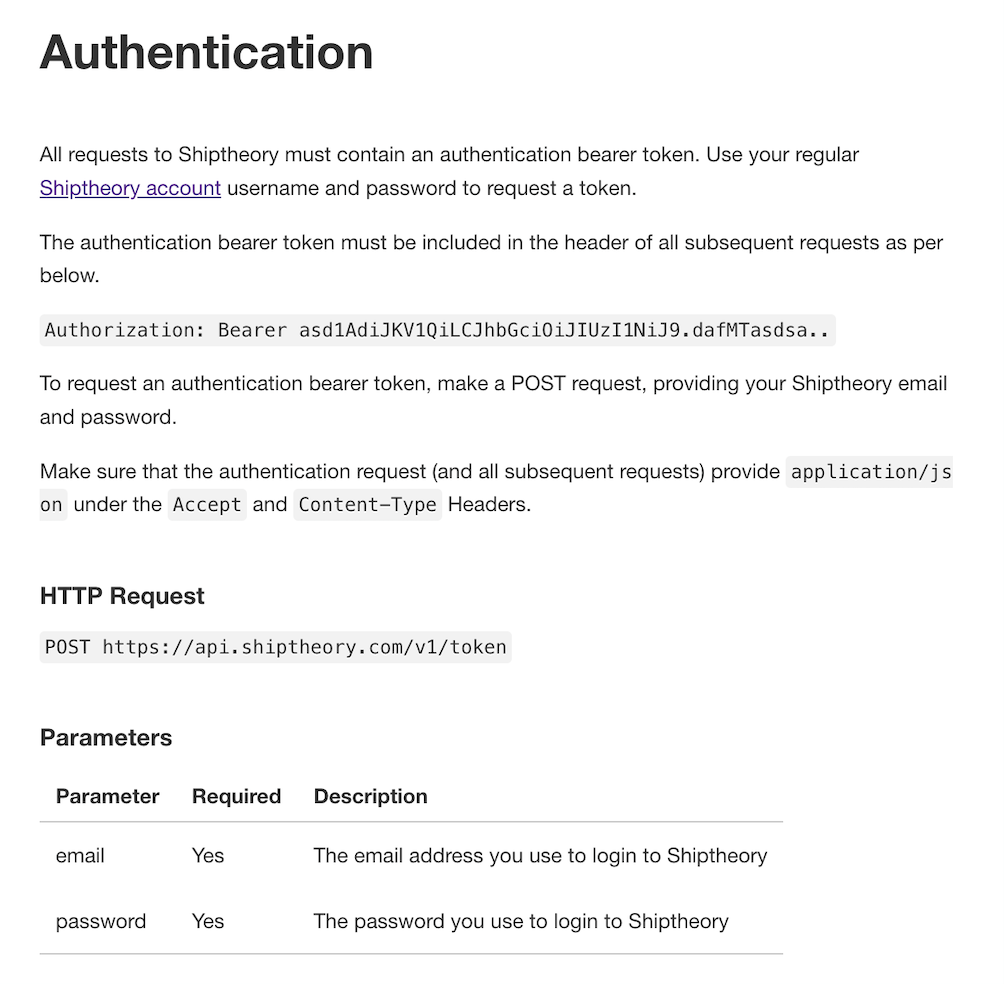 Authentication
All requests to Shiptheory must contain an authentication bearer token. Use your regular
Shiptheory account username and password to request a token.
The authentication bearer token must be included in the header of all subsequent requests as per
below.
Authorization: Bearer asd1AdiJKV1QiLCJhbGciOiJIUzI1NiJ9.dafMTasdsa..
To request an authentication bearer token, make a POST request, providing your Shiptheory email
and password.
Make sure that the authentication request (and all subsequent requests) provide application/js
on under the Accept and Content-Type Headers.
HTTP Request
POST https://api.shiptheory.com/v1/token
Parameters
Parameter Required Description
email Yes The email address you use to login to Shiptheory
password Yes The password you use to login to Shiptheory